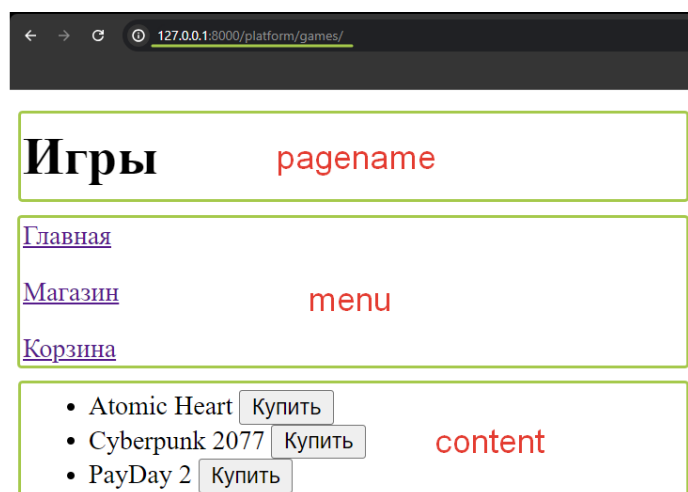 127.0.0.1:8000/platform/games/
Игры
pagename
Главная
Магазин
menu
Корзина
Atomic Heart Купить
Cyberpunk 2077 Купить
content
PayDay 2 Купить